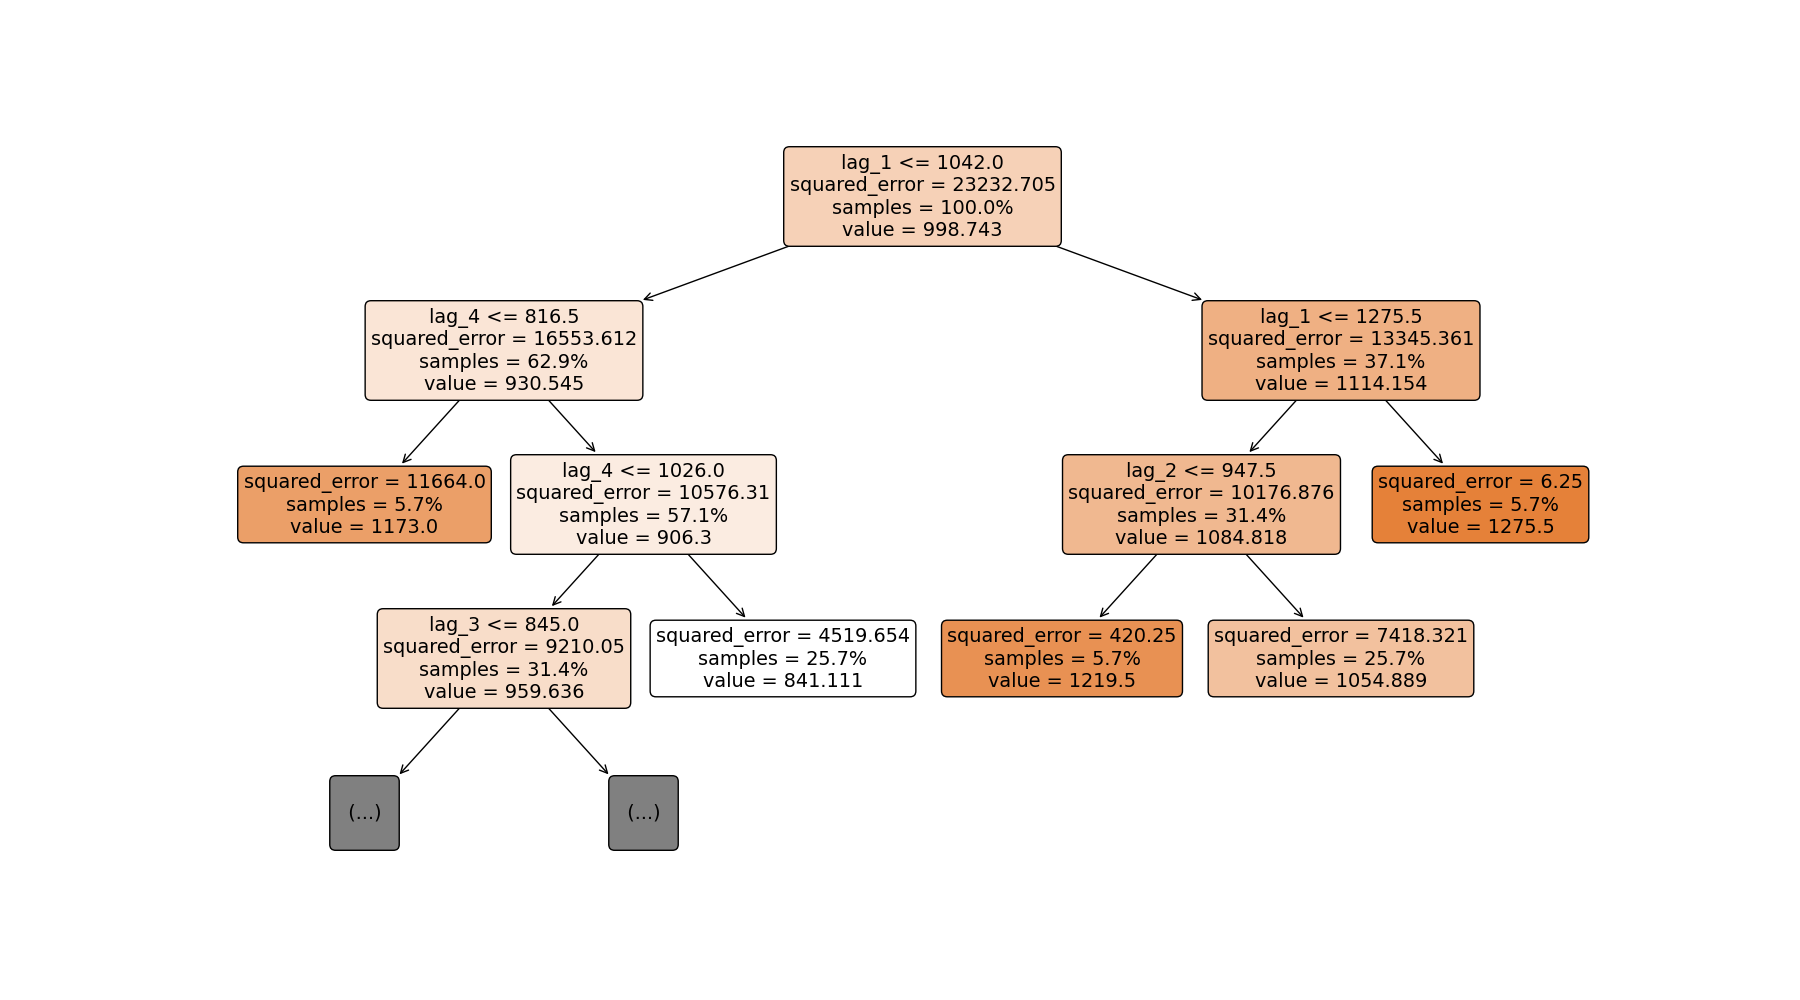 lag_1 <= 1042.0
squared_error = 23232.705
samples = 100.0%
value = 998.743
lag_4 <= 816.5
squared_error = 16553.612
samples = 62.9%
value = 930.545
lag_1 <= 1275.5
squared_error = 13345.361
samples = 37.1%
value = 1114.154
squared_error = 11664.0
samples = 5.7%
value = 1173.0
lag_4 <= 1026.0
squared_error = 10576.31
samples = 57.1%
value = 906.3
lag_2 <= 947.5
squared_error = 10176.876
samples = 31.4%
value = 1084.818
squared_error = 6.25
samples = 5.7%
value = 1275.5
lag_3 <= 845.0
squared_error = 9210.05
samples = 31.4%
value = 959.636
squared_error = 4519.654
samples = 25.7%
value = 841.111
squared_error = 420.25
samples = 5.7%
value = 1219.5
squared_error = 7418.321
samples = 25.7%
value = 1054.889
(...)
(...)